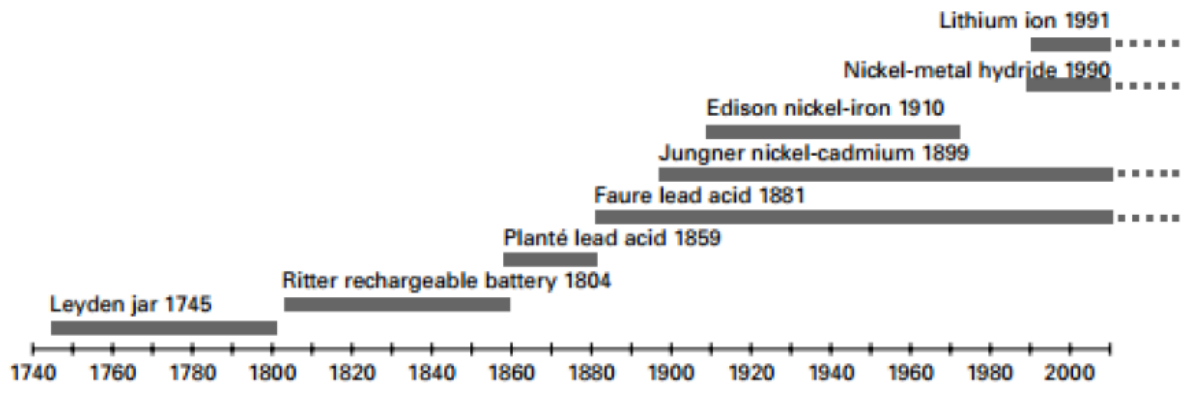 Lithium ion 1991
Nickel-metal hydride 1990
Edison nickel-iron 1910
Jungner nickel-cadmium 1899
Faure lead acid 1881
Planté lead acid 1859
Ritter rechargeable battery 1804
Leyden jar 1745
1740 1760 1780 1800 1820 1840 1860 1880 1900 1920 1940 1960 1980 2000